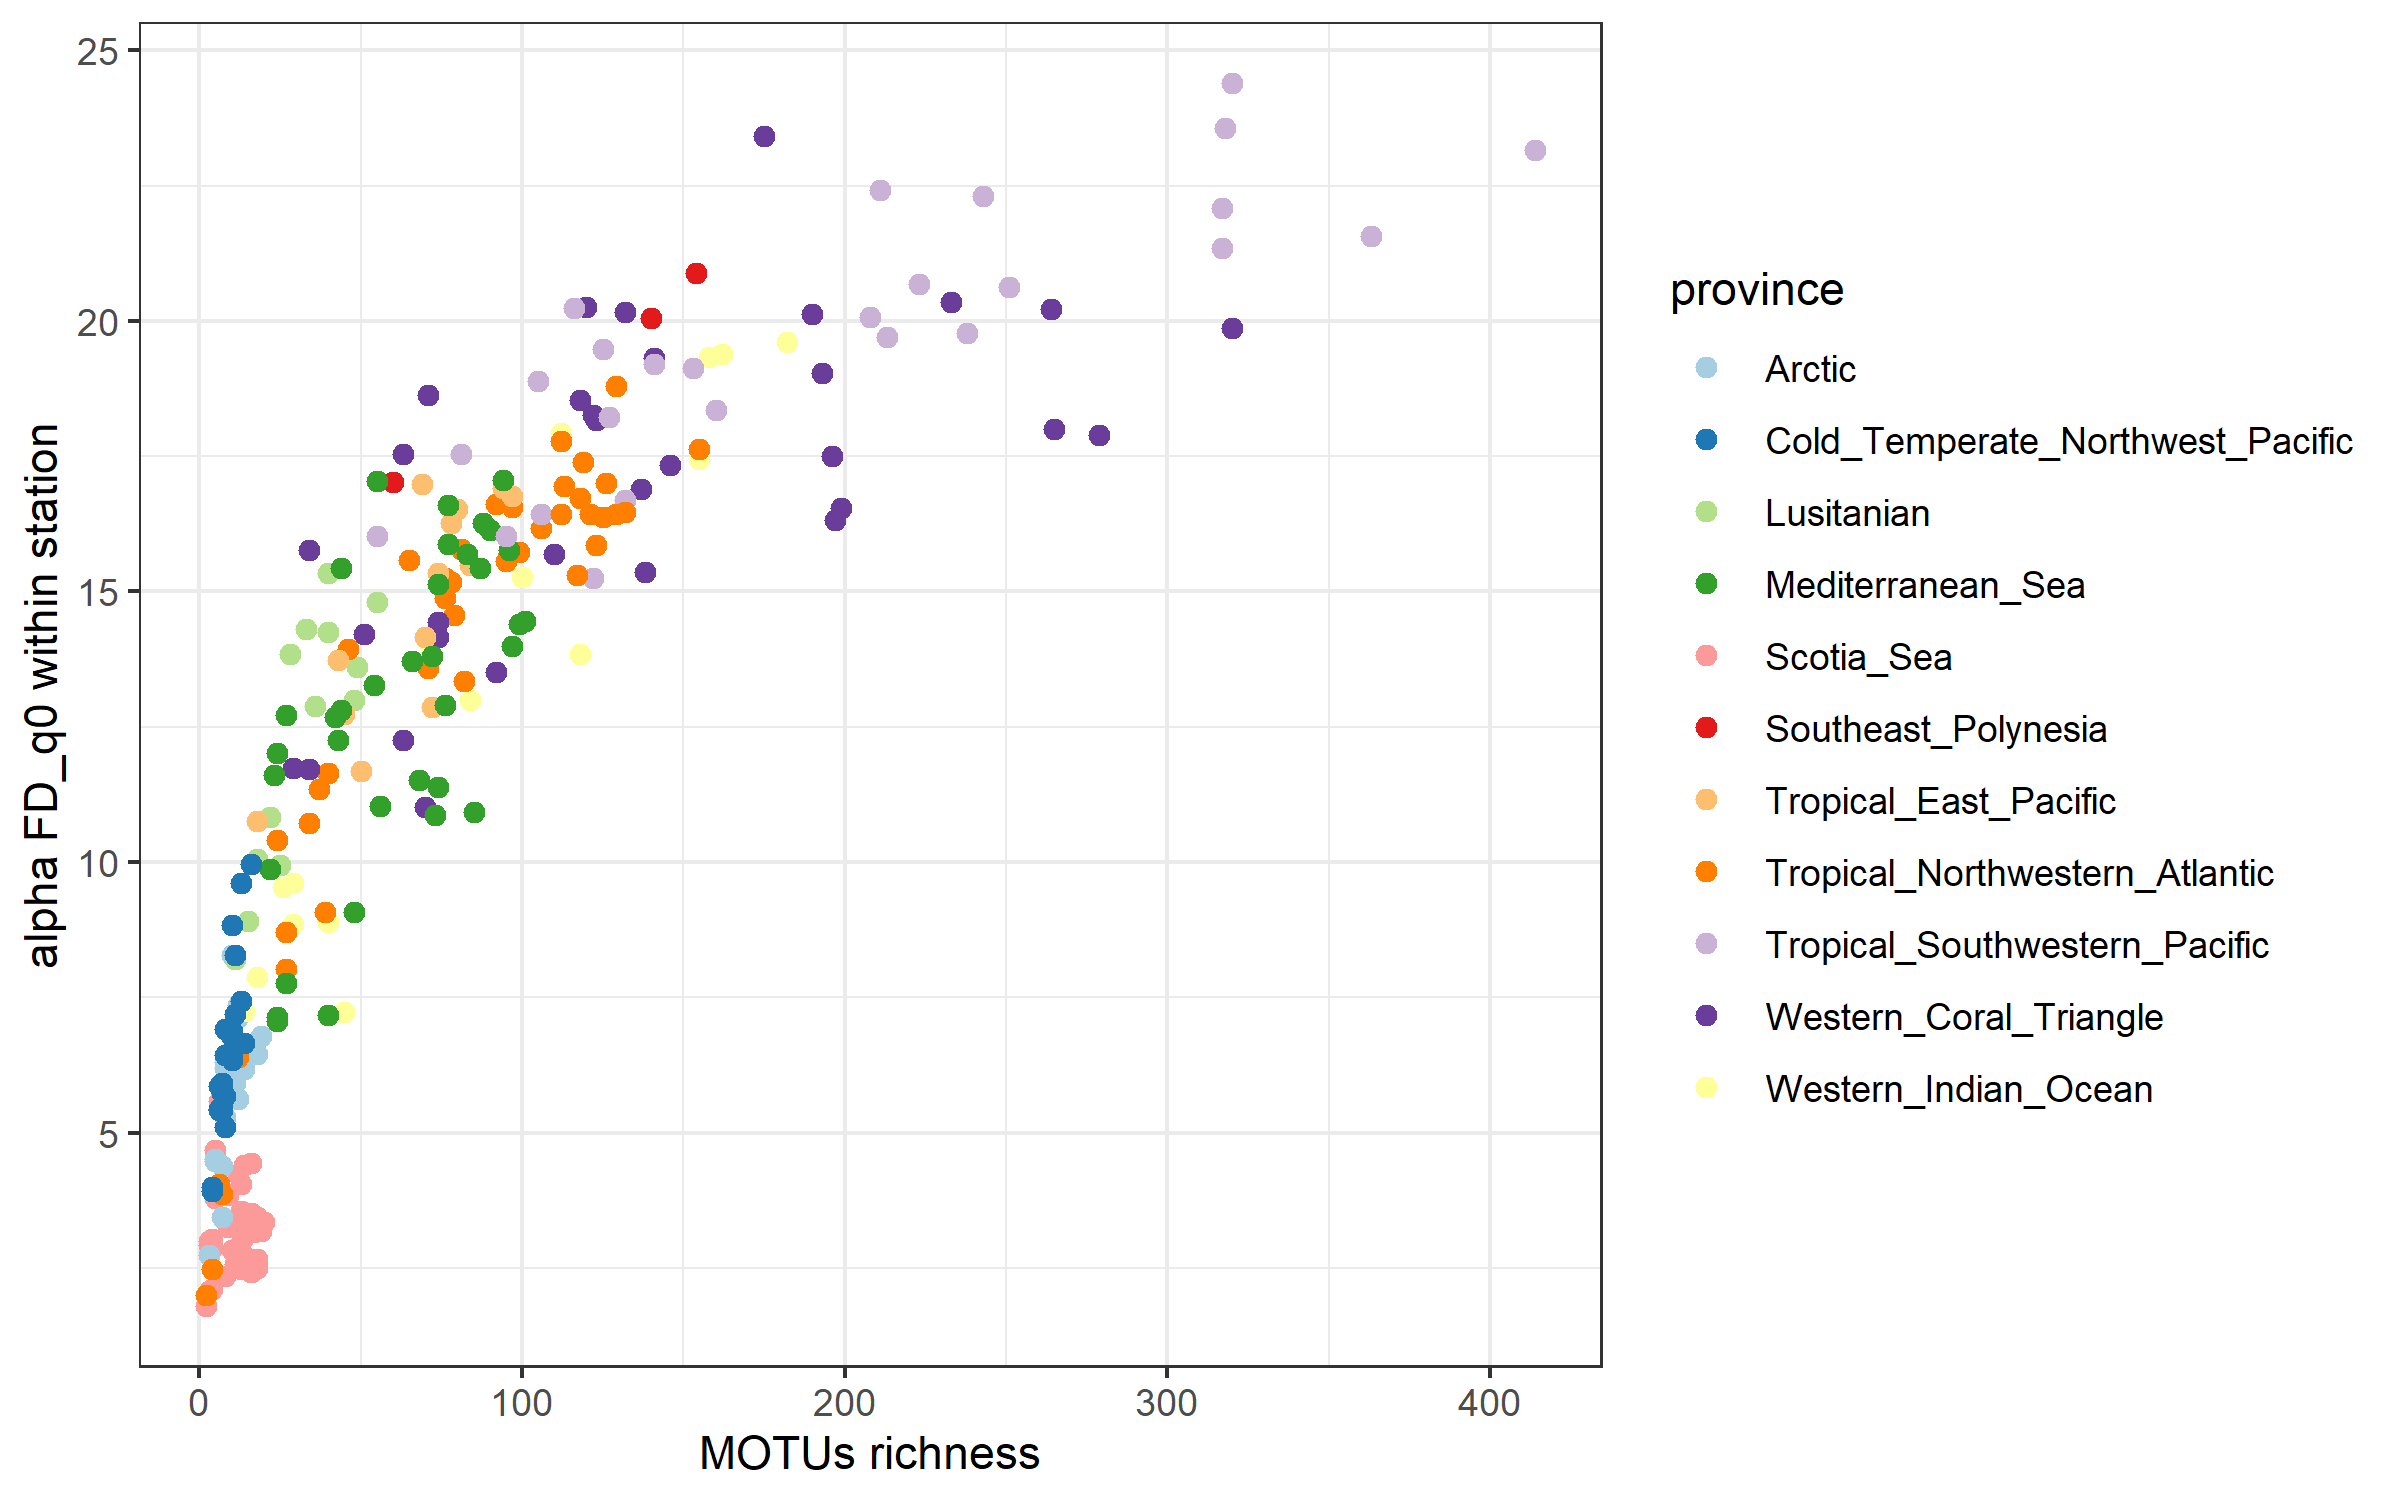 25
20
15
10
5
alpha FD_q0 within station
0 100 200 300 400
MOTUs richness
province
Arctic
Cold_Temperate_Northwest_Pacific
Lusitanian
Mediterranean_Sea
Scotia_Sea
Southeast_Polynesia
Tropical_East_Pacific
Tropical_Northwestern_Atlantic
Tropical_Southwestern_Pacific
Western_Coral_Triangle
Western_Indian_Ocean